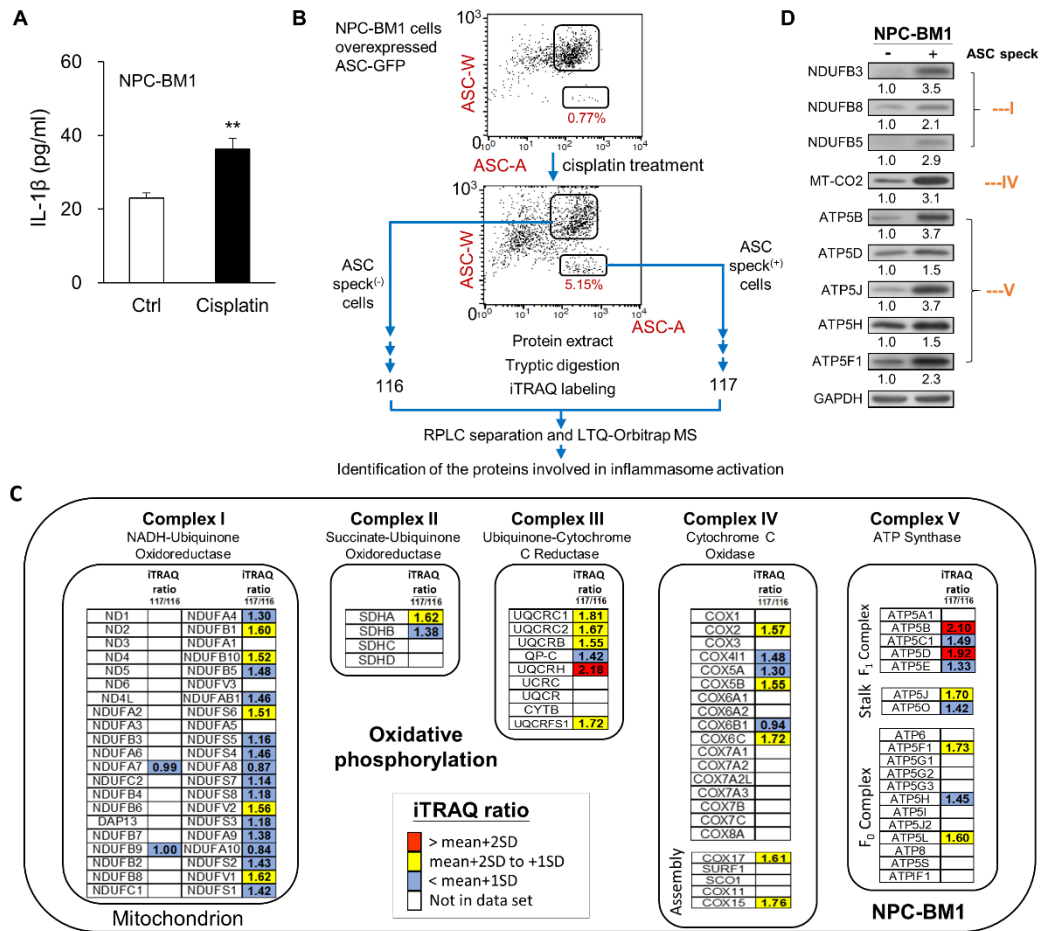 A
60
40
20
0
IL-1β (pg/ml)
NPC-BM1
**
Ctrl
Cisplatin
B
NPC-BM1 cells
overexpressed
ASC-GFP
10³
ASC-W
0
0.77%
10⁰ 10¹ 10² 10³ 10⁴
ASC-A
cisplatin treatment
10³
ASC-W
0
5.15%
10⁰ 10¹ 10² 10³ 10⁴
ASC-A
ASC
speck(-)
cells
ASC
speck(+)
cells
Protein extract
Tryptic digestion
iTRAQ labeling
116
117
RPLC separation and LTQ-Orbitrap MS
Identification of the proteins involved in inflammasome activation
D
NPC-BM1
- + ASC speck
NDUFB3
1.0 3.5
NDUFB8
1.0 2.1
NDUFB5
1.0 2.9
---I
MT-CO2
1.0 3.1
---IV
ATP5B
1.0 3.7
ATP5D
1.0 1.5
ATP5J
1.0 3.7
ATP5H
1.0 1.5
ATP5F1
1.0 2.3
---V
GAPDH
C
Complex I
NADH-Ubiquinone
Oxidoreductase
iTRAQ iTRAQ
ratio ratio
117/116 117/116
ND1 NDUFA4 1.30
ND2 NDUFB1 1.60
ND3 NDUFA1
ND4 NDUFB10 1.52
ND5 NDUFB5 1.48
ND6 NDUFV3
ND4L NDUFAB1 1.46
NDUFA2 NDUFS6 1.51
NDUFA3 NDUFA5
NDUFB3 NDUFS5 1.16
NDUFA6 NDUFS4 1.46
NDUFA7 0.99 NDUFA8 0.87
NDUFC2 NDUFS7 1.14
NDUFB4 NDUFS8 1.18
NDUFB6 NDUFV2 1.56
DAP13 NDUFS3 1.18
NDUFB7 NDUFA9 1.38
NDUFB9 1.00 NDUFA10 0.84
NDUFB2 NDUFS2 1.43
NDUFB8 NDUFV1 1.62
NDUFC1 NDUFS1 1.42
Mitochondrion
Complex II
Succinate-Ubiquinone
Oxidoreductase
iTRAQ
ratio
117/116
SDHA 1.62
SDHB 1.38
SDHC
SDHD
Complex III
Ubiquinone-Cytochrome
C Reductase
iTRAQ
ratio
117/116
UQCRC1 1.81
UQCRC2 1.67
UQCRB 1.55
QP-C 1.42
UQCRH 2.18
UCRC
UQCR
CYTB
UQCRFS1 1.72
Oxidative
phosphorylation
iTRAQ ratio
> mean+2SD
mean+2SD to +1SD
< mean+1SD
Not in data set
Complex IV
Cytochrome C
Oxidase
iTRAQ
ratio
117/116
COX1
COX2 1.57
COX3
COX4I1 1.48
COX5A 1.30
COX5B 1.55
COX6A1
COX6A2
COX6B1 0.94
COX6C 1.72
COX7A1
COX7A2
COX7A2L
COX7A3
COX7B
COX7C
COX8A
Assembly
COX17 1.61
SURF1
SCO1
COX11
COX15 1.76
Complex V
ATP Synthase
iTRAQ
ratio
117/116
F₁ Complex
ATP5A1
ATP5B 2.10
ATP5C1 1.49
ATP5D 1.92
ATP5E 1.33
Stalk
ATP5J 1.70
ATP5O 1.42
F₀ Complex
ATP6
ATP5F1 1.73
ATP5G1
ATP5G2
ATP5G3
ATP5H 1.45
ATP5I
ATP5J2
ATP5L 1.60
ATP8
ATP5S
ATPIF1
NPC-BM1